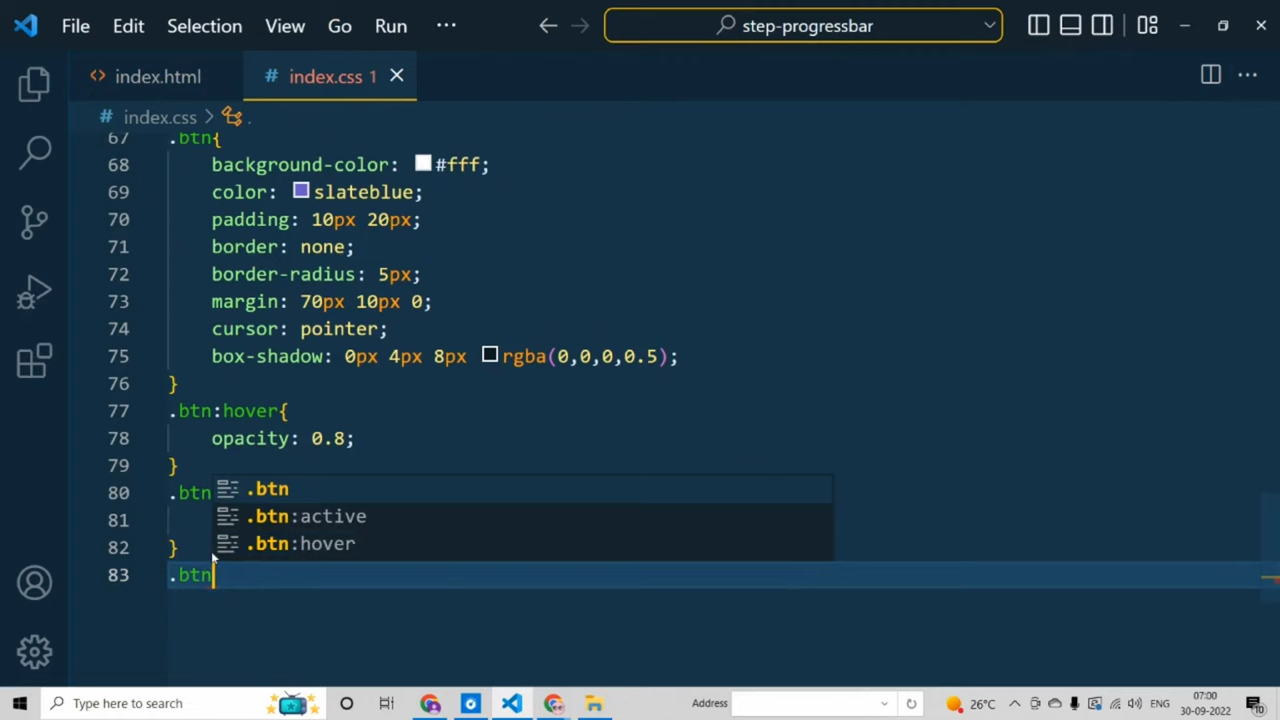 File Edit Selection View Go Run ··· step-progressbar
index.html index.css 1
index.css > .
67 .btn{
68 background-color: #fff;
69 color: slateblue;
70 padding: 10px 20px;
71 border: none;
72 border-radius: 5px;
73 margin: 70px 10px 0;
74 cursor: pointer;
75 box-shadow: 0px 4px 8px rgba(0,0,0,0.5);
76 }
77 .btn:hover{
78 opacity: 0.8;
79 }
80 .btn .btn
81 .btn:active
82 } .btn:hover
83 .btn
Type here to search Address 26°C ENG 07:00 30-09-2022 10